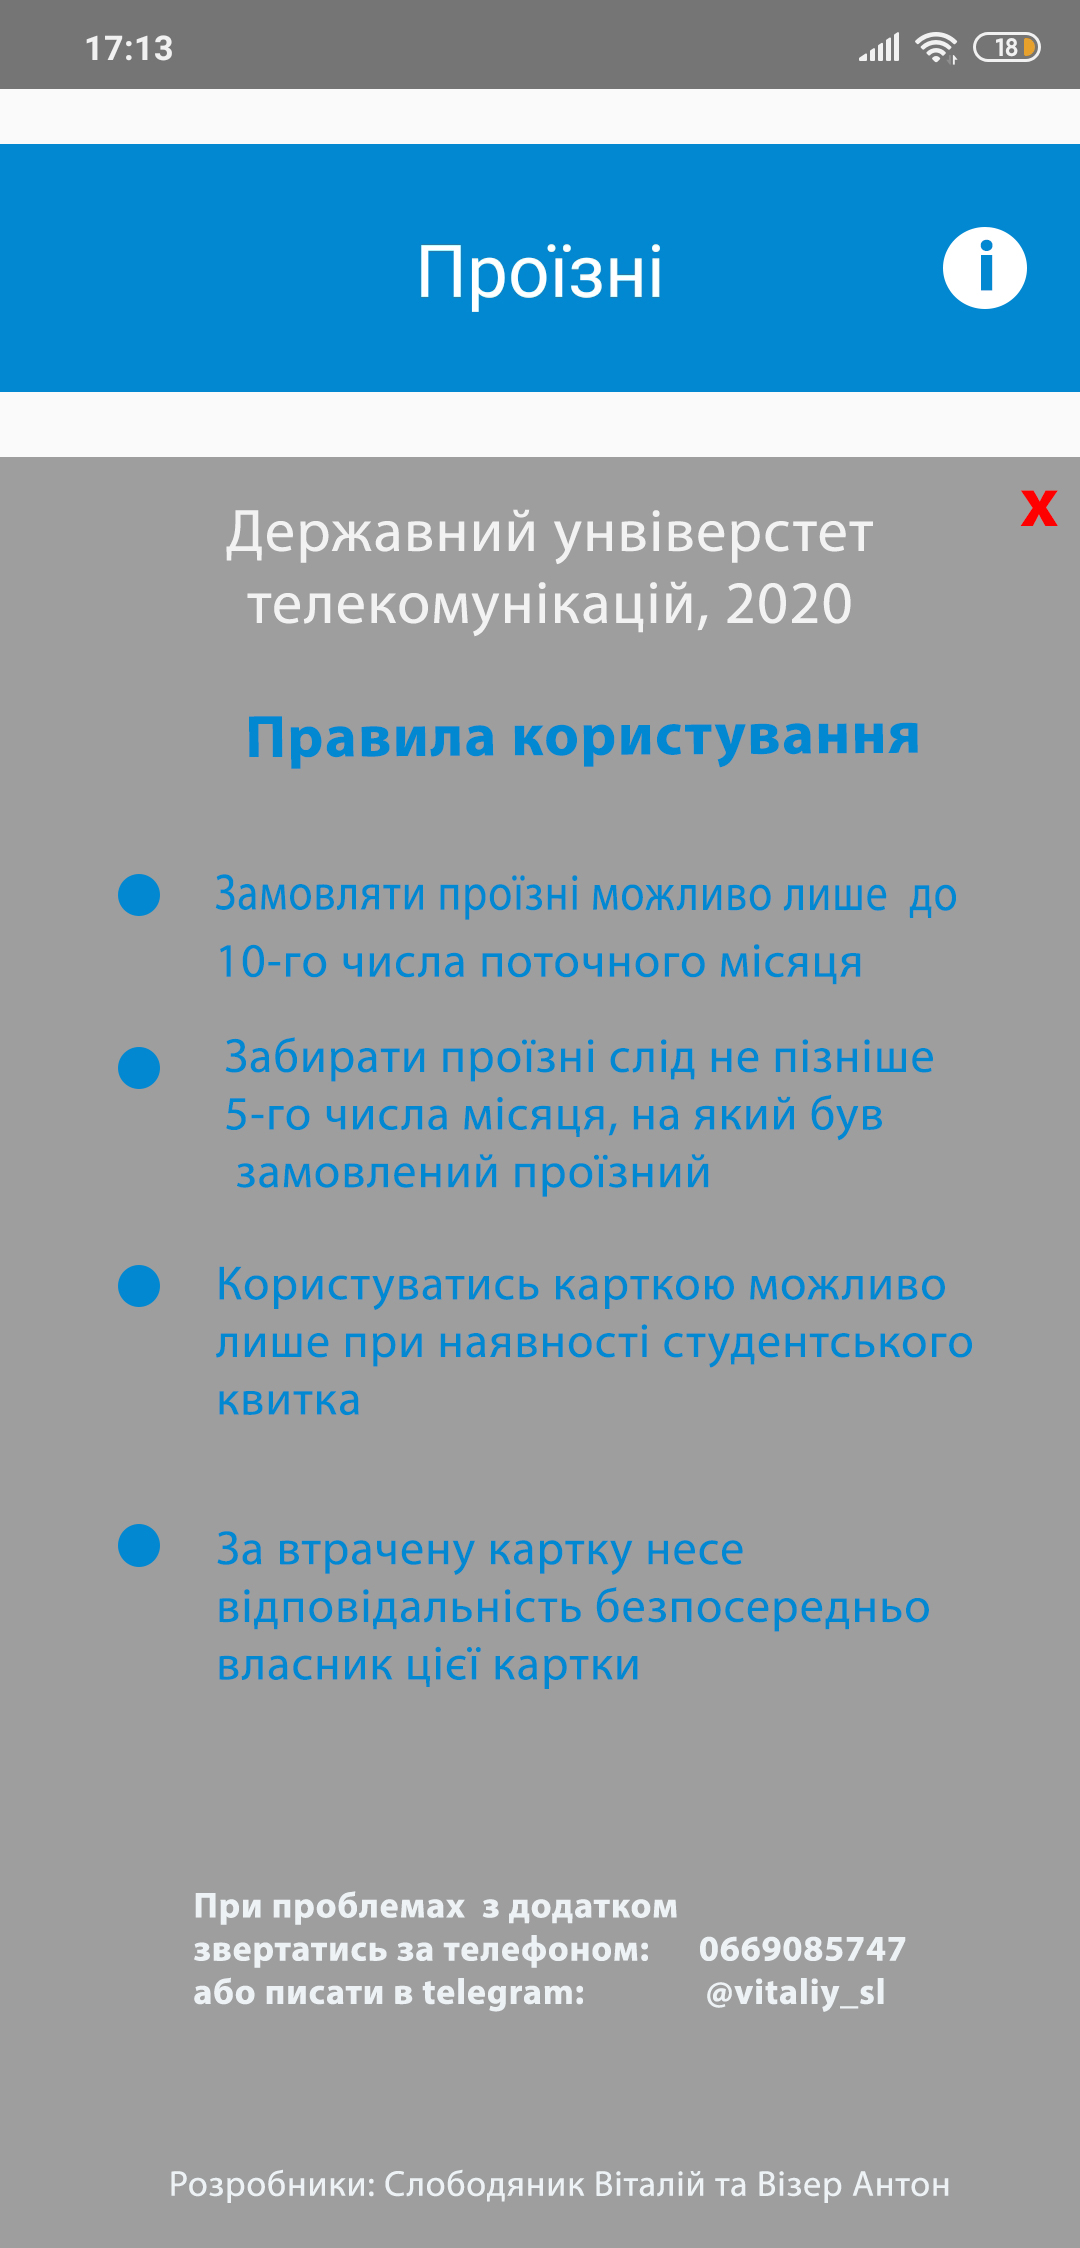 17:13
18
Проїзні
i
x
Державний унвіверстет
телекомунікацій, 2020
Правила користування
Замовляти проїзні можливо лише до
10-го числа поточного місяця
Забирати проїзні слід не пізніше
5-го числа місяця, на який був
замовлений проїзний
Користуватись карткою можливо
лише при наявності студентського
квитка
За втрачену картку несе
відповідальність безпосередньо
власник цієї картки
При проблемах з додатком
звертатись за телефоном: 0669085747
або писати в telegram: @vitaliy_sl
Розробники: Слободяник Віталій та Візер Антон